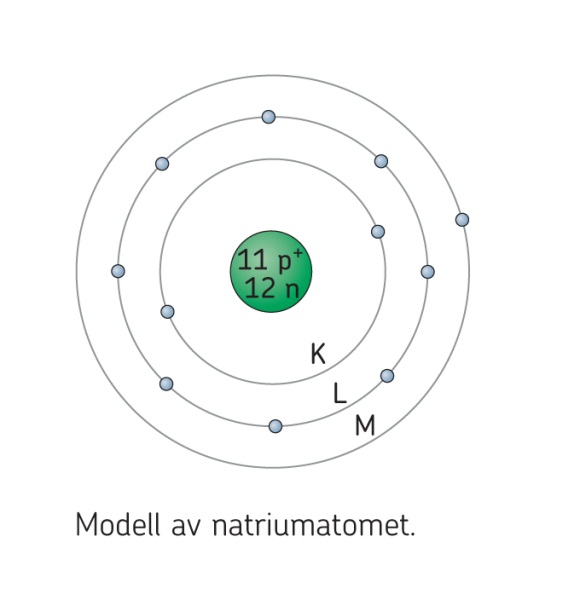 11 p⁺
12 n
K
L
M
Modell av natriumatomet.